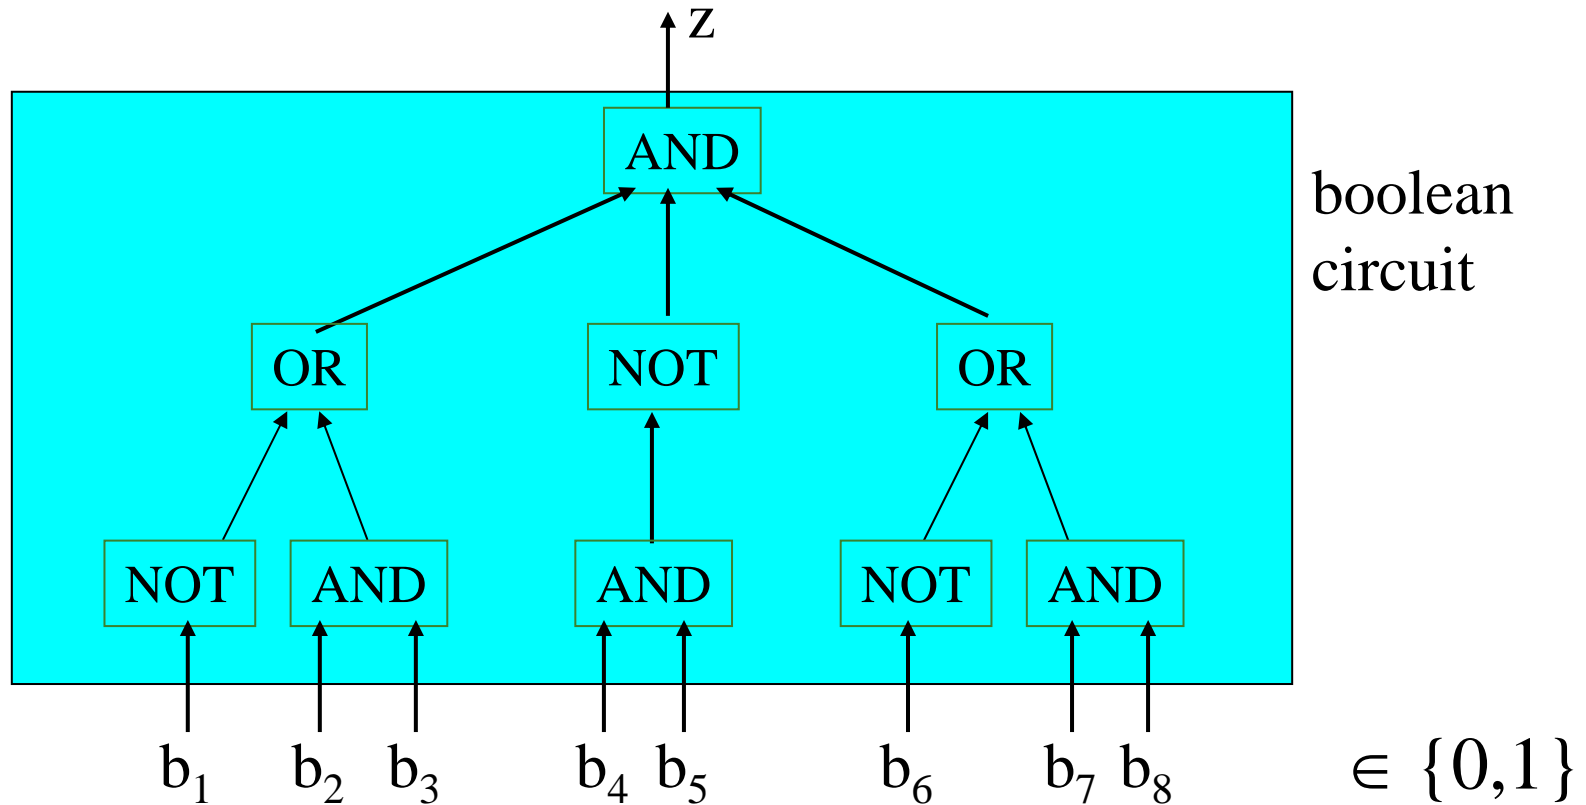 z
AND
boolean
circuit
OR NOT OR
NOT AND AND NOT AND
b₁ b₂ b₃ b₄ b₅ b₆ b₇ b₈ ∈ {0,1}